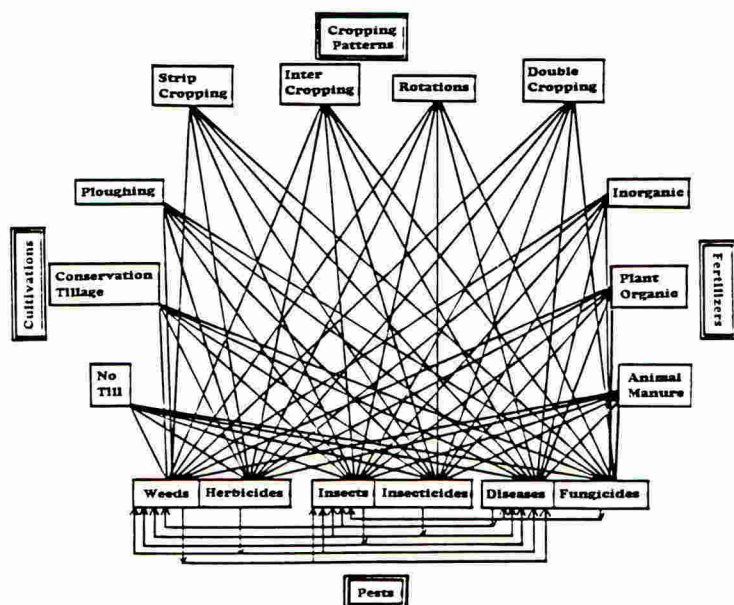 Cropping
Patterns
Strip
Cropping
Inter
Cropping
Rotations
Double
Cropping
Ploughing
Inorganic
Cultivations
Conservation
Tillage
Plant
Organic
Fertilizers
No
Till
Animal
Manure
Weeds Herbicides Insects Insecticides Diseases Fungicides
Pests